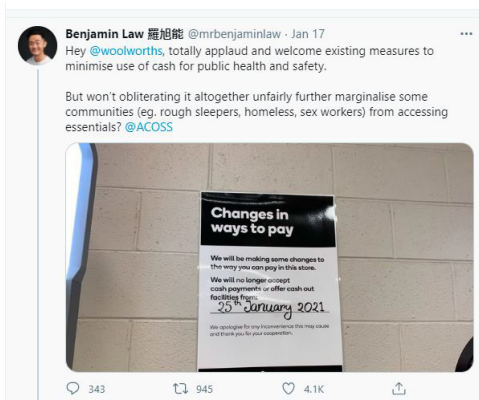 Benjamin Law 羅旭能 @mrbenjaminlaw · Jan 17
Hey @woolworths, totally applaud and welcome existing measures to
minimise use of cash for public health and safety.
But won't obliterating it altogether unfairly further marginalise some
communities (eg. rough sleepers, homeless, sex workers) from accessing
essentials? @ACOSS
Changes in
ways to pay
We will be making some changes to
the way you can pay in this store.
We will no longer accept
cash payments or offer cash out
facilities from:
25th January 2021
We apologise for any inconvenience this may cause
and thank you for your cooperation.
343 945 4.1K